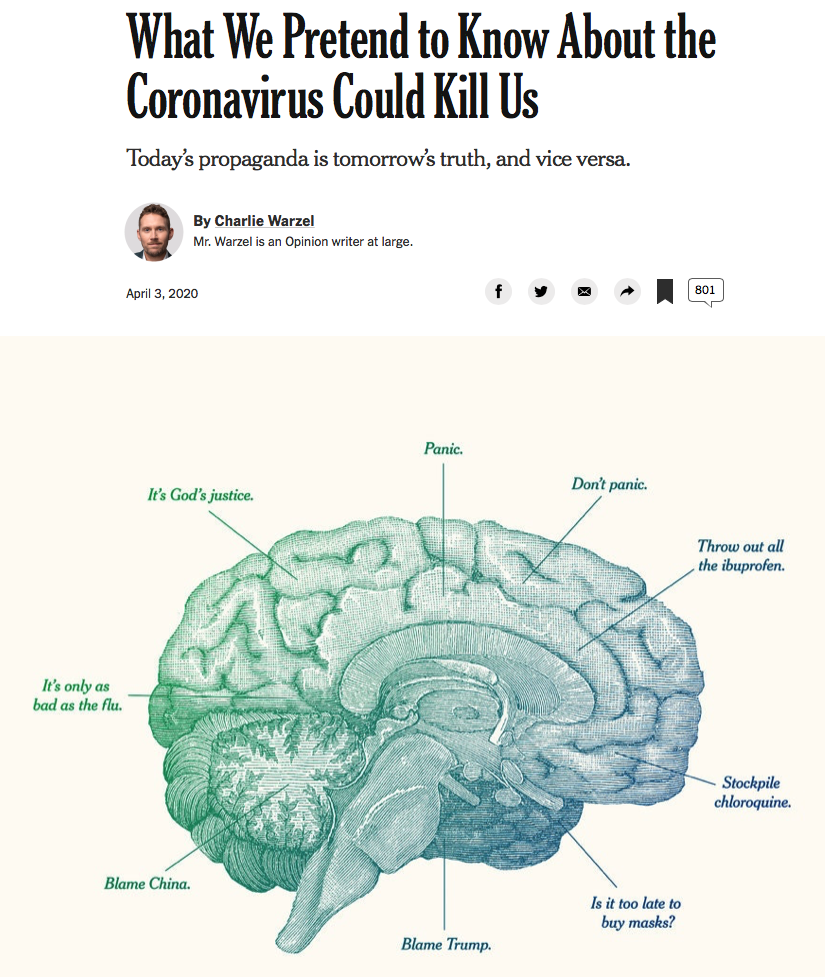 What We Pretend to Know About the
Coronavirus Could Kill Us
Today's propaganda is tomorrow's truth, and vice versa.
By Charlie Warzel
Mr. Warzel is an Opinion writer at large.
April 3, 2020
801
Panic.
Don't panic.
It's God's justice.
Throw out all
the ibuprofen.
It's only as
bad as the flu.
Stockpile
chloroquine.
Blame China.
Is it too late to
buy masks?
Blame Trump.